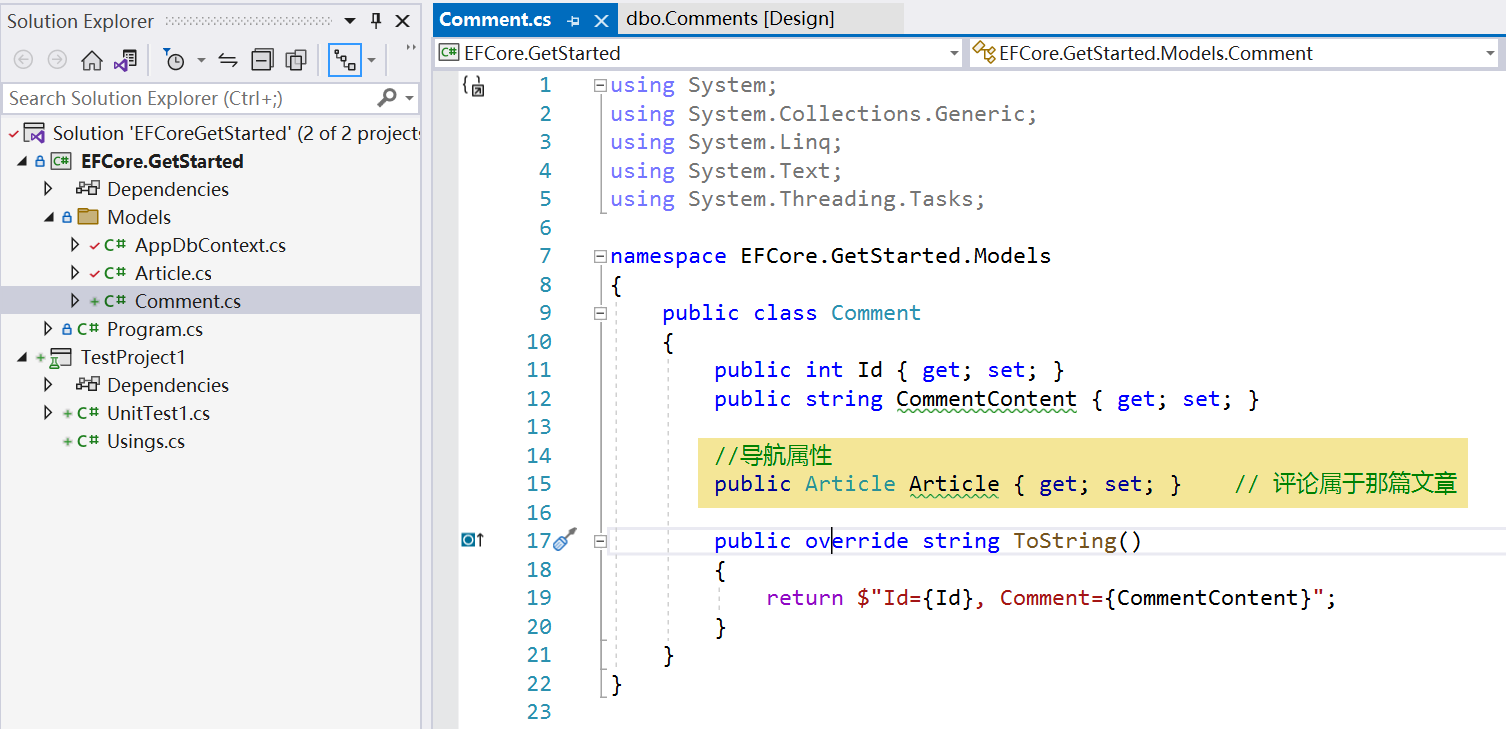 Solution Explorer
Search Solution Explorer (Ctrl+;)
Solution 'EFCoreGetStarted' (2 of 2 project
C# EFCore.GetStarted
Dependencies
Models
C# AppDbContext.cs
C# Article.cs
C# Comment.cs
C# Program.cs
TestProject1
Dependencies
C# UnitTest1.cs
C# Usings.cs
Comment.cs
dbo.Comments [Design]
C# EFCore.GetStarted
EFCore.GetStarted.Models.Comment
1 using System;
2 using System.Collections.Generic;
3 using System.Linq;
4 using System.Text;
5 using System.Threading.Tasks;
6
7 namespace EFCore.GetStarted.Models
8 {
9 public class Comment
10 {
11 public int Id { get; set; }
12 public string CommentContent { get; set; }
13
14 //导航属性
15 public Article Article { get; set; } // 评论属于那篇文章
16
17 public override string ToString()
18 {
19 return $"Id={Id}, Comment={CommentContent}";
20 }
21 }
22 }
23